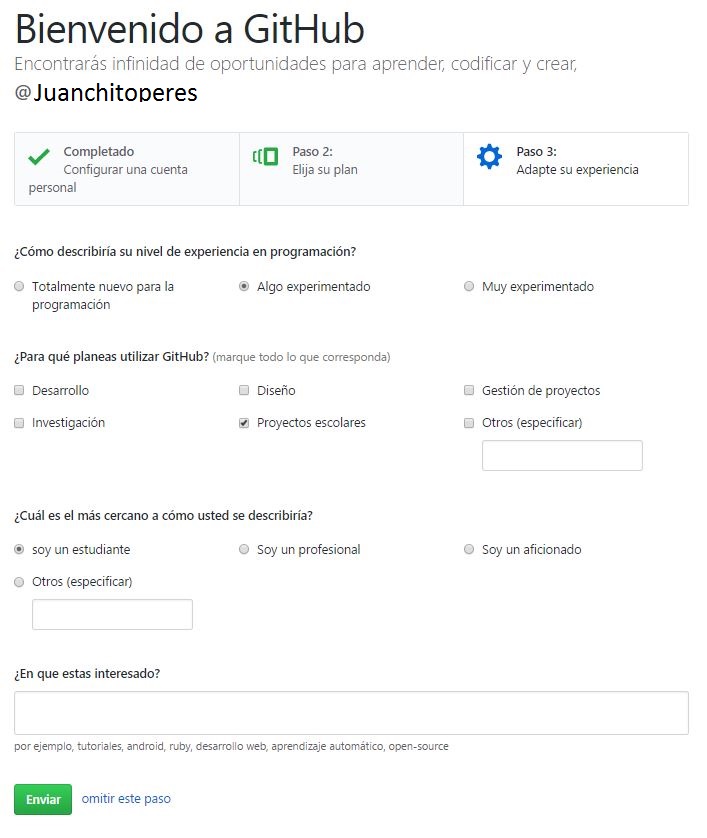 Bienvenido a GitHub
Encontrarás infinidad de oportunidades para aprender, codificar y crear,
@Juanchitoperes
Completado
Configurar una cuenta
personal
Paso 2:
Elija su plan
Paso 3:
Adapte su experiencia
¿Cómo describiría su nivel de experiencia en programación?
Totalmente nuevo para la
programación
Algo experimentado
Muy experimentado
¿Para qué planeas utilizar GitHub? (marque todo lo que corresponda)
Desarrollo
Diseño
Gestión de proyectos
Investigación
Proyectos escolares
Otros (especificar)
¿Cuál es el más cercano a cómo usted se describiría?
soy un estudiante
Soy un profesional
Soy un aficionado
Otros (especificar)
¿En que estas interesado?
por ejemplo, tutoriales, android, ruby, desarrollo web, aprendizaje automático, open-source
Enviar
omitir este paso